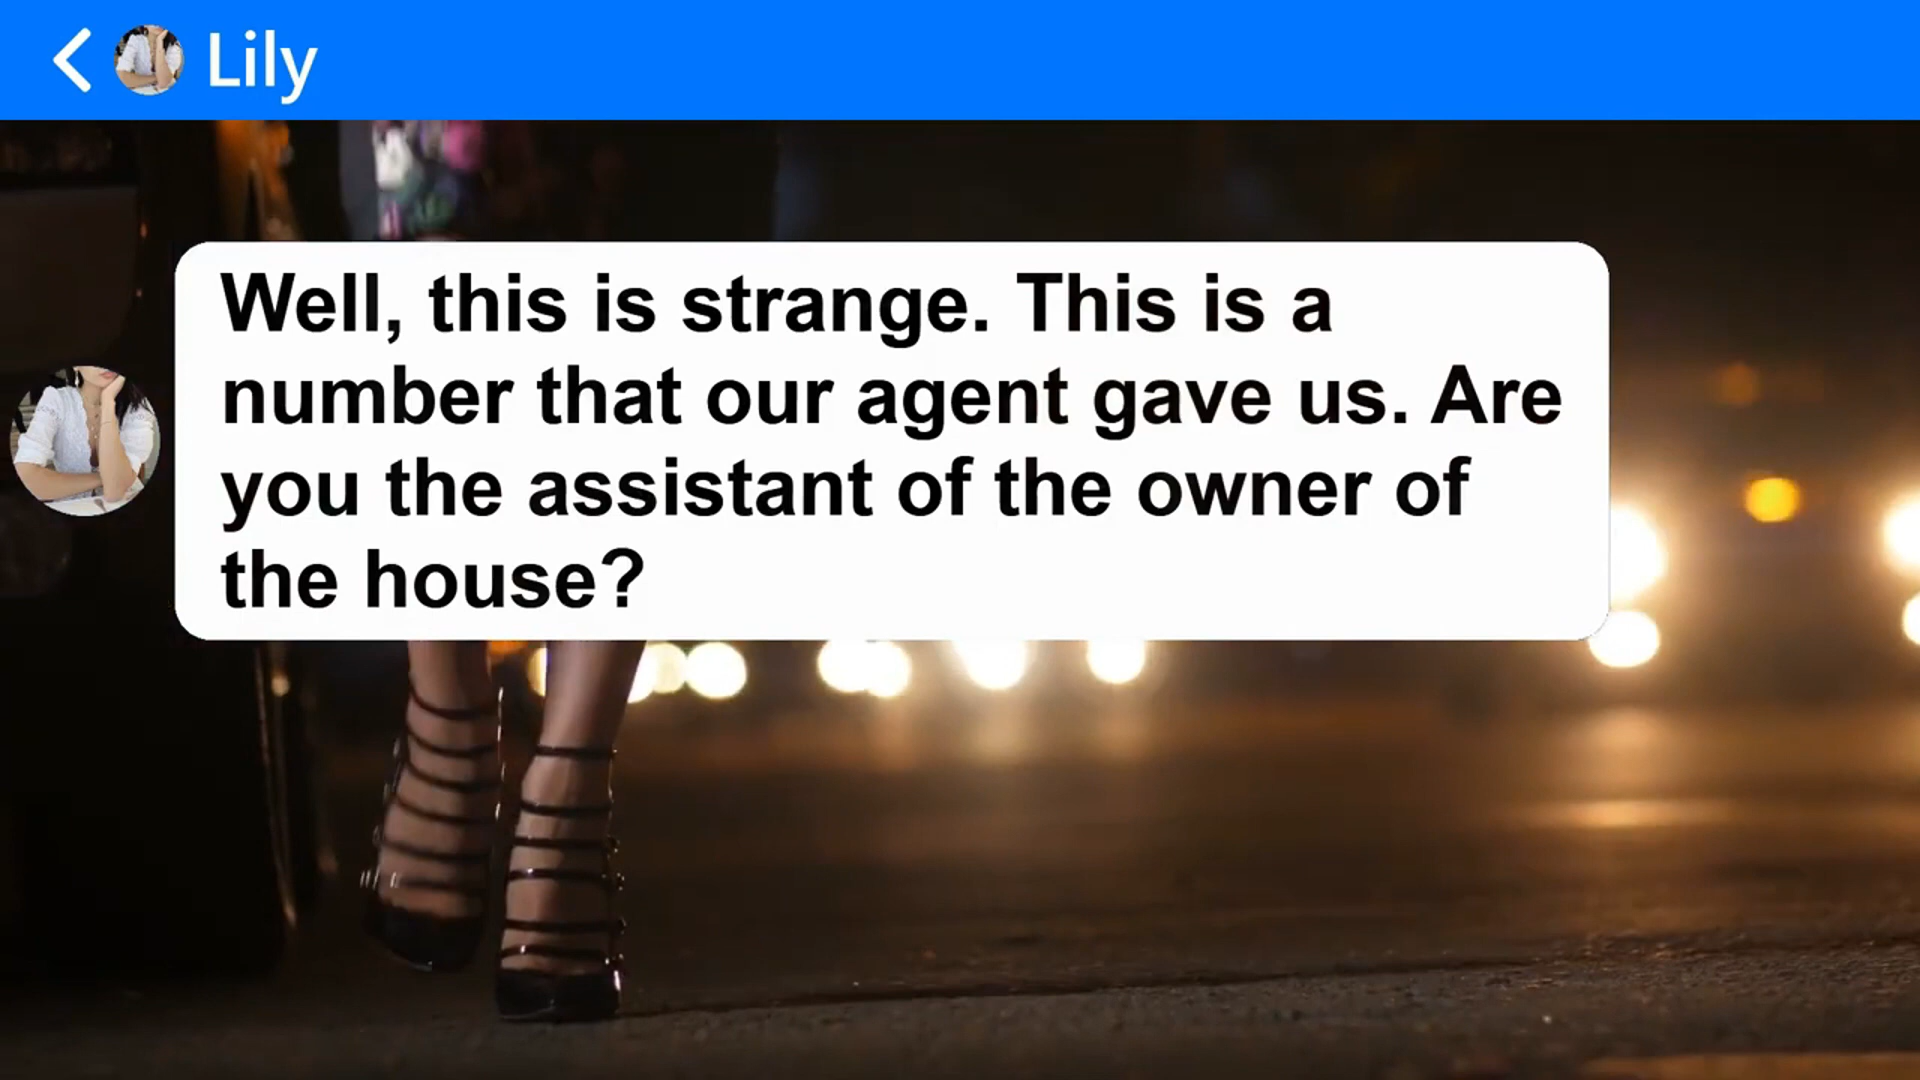 Lily
Well, this is strange. This is a
number that our agent gave us. Are
you the assistant of the owner of
the house?